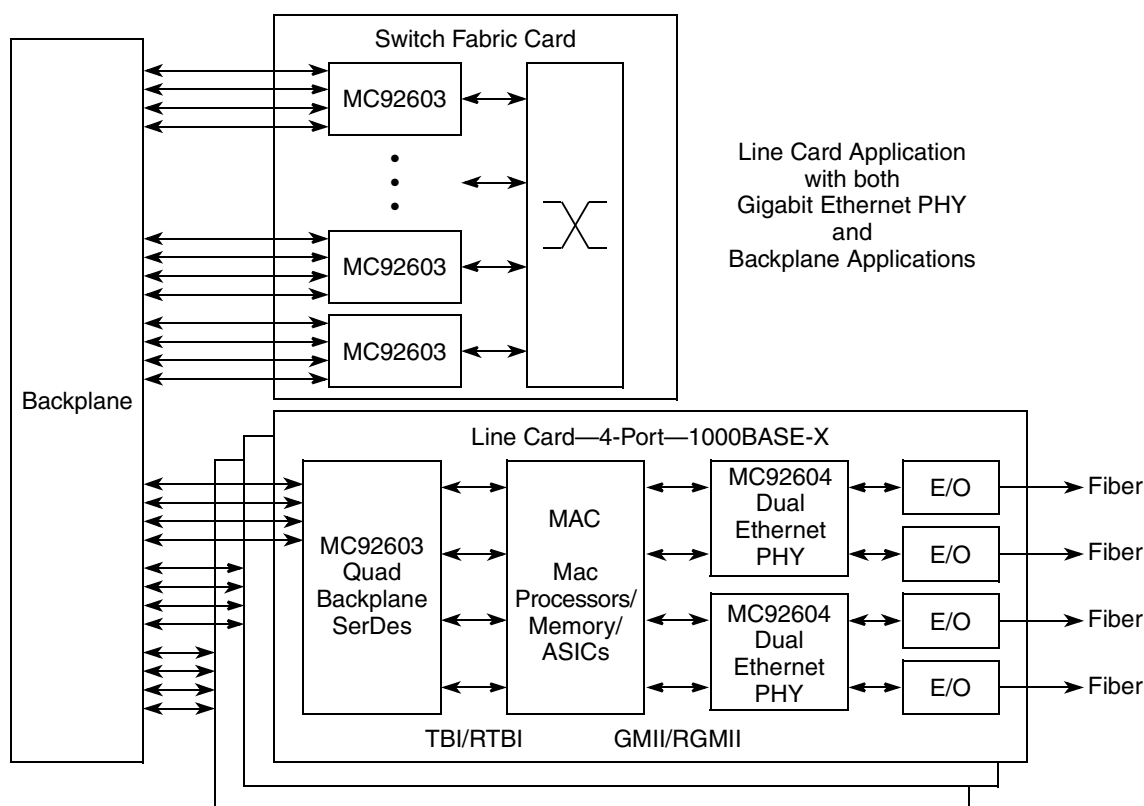 Switch Fabric Card
MC92603
MC92603
MC92603
Line Card Application
with both
Gigabit Ethernet PHY
and
Backplane Applications
Backplane
Line Card—4-Port—1000BASE-X
MC92603
Quad
Backplane
SerDes
MAC
Mac
Processors/
Memory/
ASICs
MC92604
Dual
Ethernet
PHY
MC92604
Dual
Ethernet
PHY
E/O
Fiber
E/O
Fiber
E/O
Fiber
E/O
Fiber
TBI/RTBI
GMII/RGMII